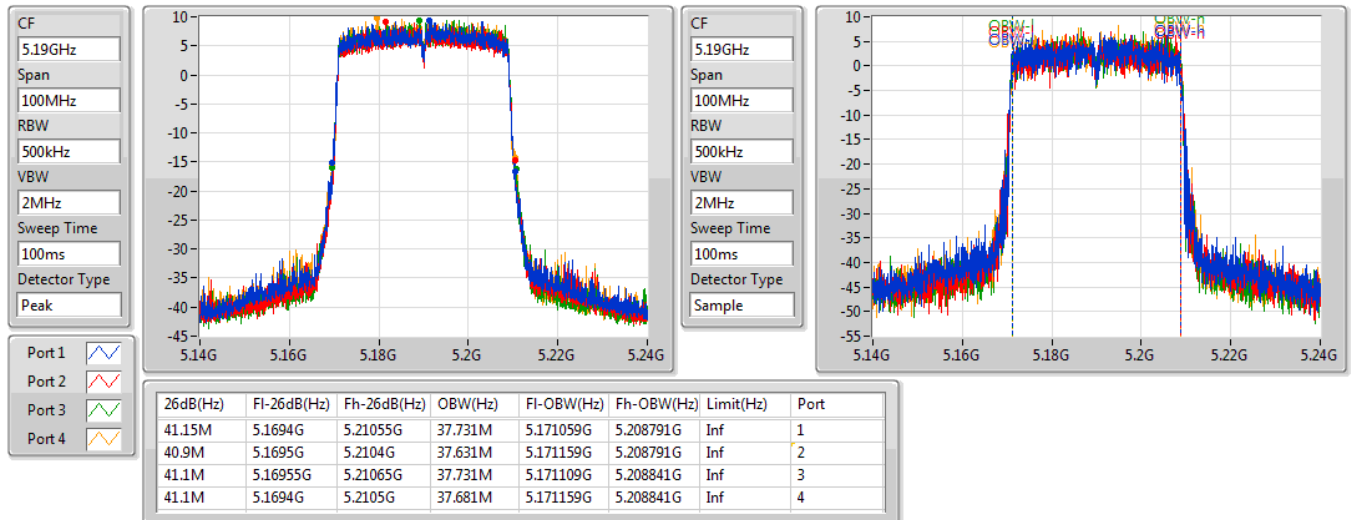 CF
5.19GHz
Span
100MHz
RBW
500kHz
VBW
2MHz
Sweep Time
100ms
Detector Type
Peak
10
5
0
-5
-10
-15
-20
-25
-30
-35
-40
-45
5.14G 5.16G 5.18G 5.2G 5.22G 5.24G
CF
5.19GHz
Span
100MHz
RBW
500kHz
VBW
2MHz
Sweep Time
100ms
Detector Type
Sample
10
5
0
-5
-10
-15
-20
-25
-30
-35
-40
-45
-50
-55
OBW-h
OBW-h
5.14G 5.16G 5.18G 5.2G 5.22G 5.24G
Port 1
Port 2
Port 3
Port 4
26dB(Hz) Fl-26dB(Hz) Fh-26dB(Hz) OBW(Hz) Fl-OBW(Hz) Fh-OBW(Hz) Limit(Hz) Port
41.15M 5.1694G 5.21055G 37.731M 5.171059G 5.208791G Inf 1
40.9M 5.1695G 5.2104G 37.631M 5.171159G 5.208791G Inf 2
41.1M 5.16955G 5.21065G 37.731M 5.171109G 5.208841G Inf 3
41.1M 5.1694G 5.2105G 37.681M 5.171159G 5.208841G Inf 4